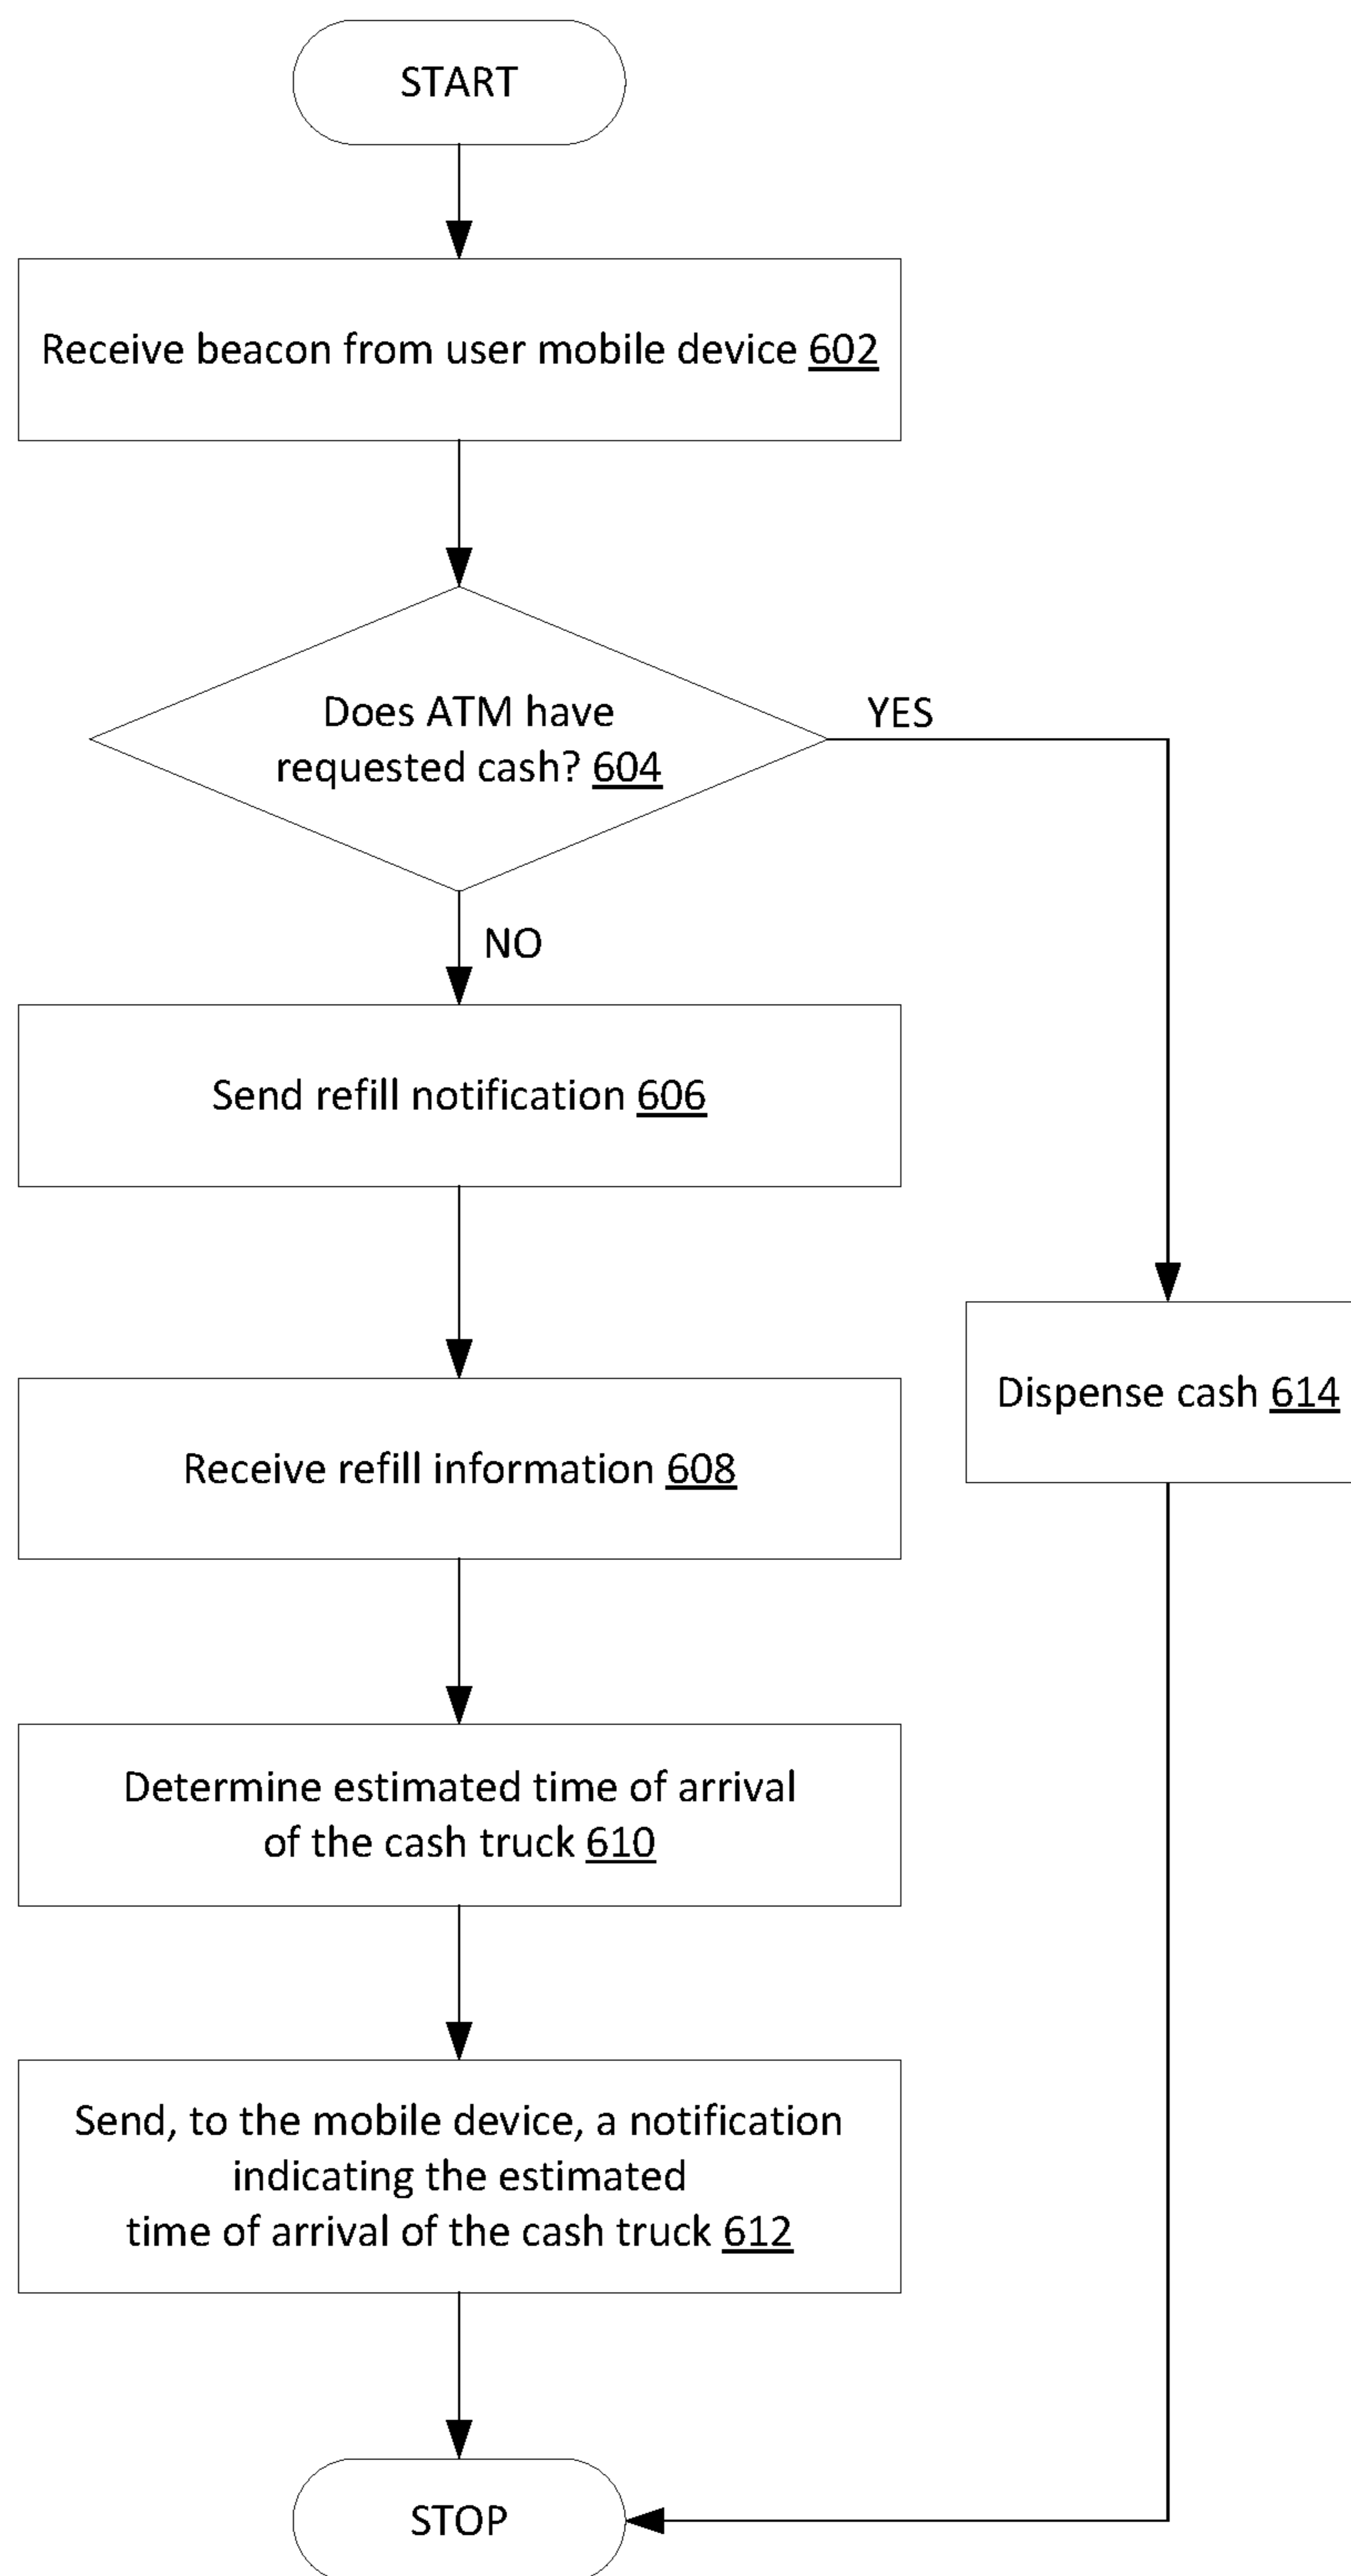 START
Receive beacon from user mobile device 602
Does ATM have
requested cash? 604
YES
NO
Send refill notification 606
Receive refill information 608
Dispense cash 614
Determine estimated time of arrival
of the cash truck 610
Send, to the mobile device, a notification
indicating the estimated
time of arrival of the cash truck 612
STOP